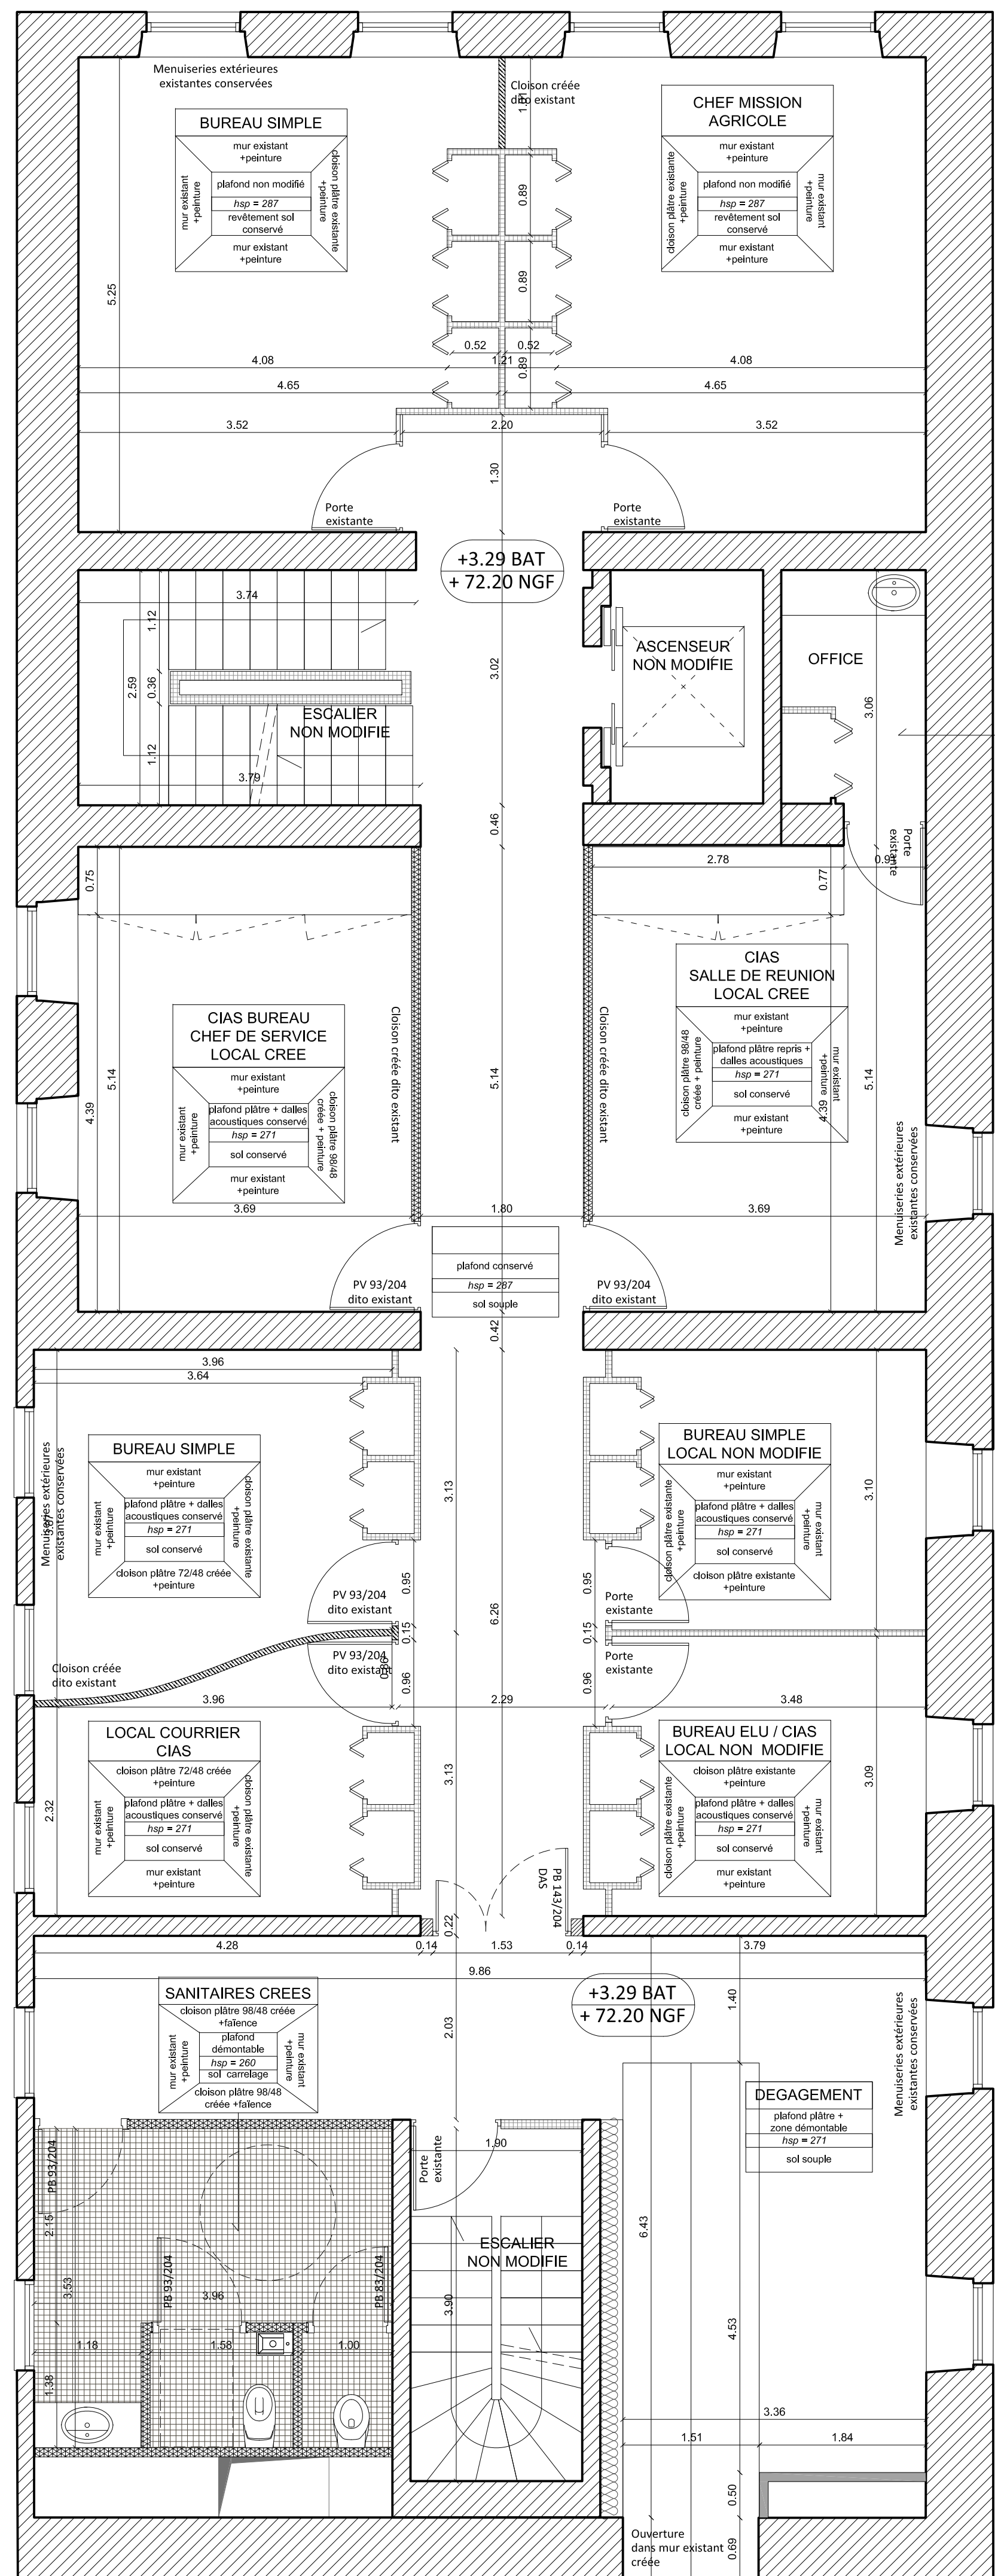 Menuiseries extérieures
existantes conservées
Cloison créée
dito existant
1.01
BUREAU SIMPLE
mur existant
+peinture
mur existant
+peinture
plafond non modifié
hsp = 287
revêtement sol
conservé
cloison plâtre existante
+peinture
mur existant
+peinture
CHEF MISSION
AGRICOLE
mur existant
+peinture
cloison plâtre existante
+peinture
plafond non modifié
hsp = 287
revêtement sol
conservé
mur existant
+peinture
mur existant
+peinture
0.89
0.89
0.89
5.25
0.52
0.52
4.08
1.21
4.08
4.65
4.65
3.52
2.20
3.52
1.30
Porte
existante
Porte
existante
+3.29 BAT
+ 72.20 NGF
3.74
1.12
2.59
0.36
1.12
ESCALIER
NON MODIFIE
3.79
3.02
ASCENSEUR
NON MODIFIE
OFFICE
3.06
0.46
Porte
existante
2.78
0.91
0.75
0.77
CIAS BUREAU
CHEF DE SERVICE
LOCAL CREE
mur existant
+peinture
mur existant
+peinture
plafond plâtre + dalles
acoustiques conservé
hsp = 271
sol conservé
cloison plâtre 98/48
créée + peinture
mur existant
+peinture
4.39
5.14
Cloison créée dito existant
5.14
Cloison créée dito existant
CIAS
SALLE DE REUNION
LOCAL CREE
mur existant
+peinture
cloison plâtre 98/48
créée + peinture
plafond plâtre repris +
dalles acoustiques
hsp = 271
sol conservé
mur existant
+peinture
mur existant
+peinture
4.39
5.14
Menuiseries extérieures
existantes conservées
3.69
1.80
3.69
PV 93/204
dito existant
plafond conservé
hsp = 287
sol souple
PV 93/204
dito existant
0.42
3.96
3.64
Menuiseries extérieures
existantes conservées
BUREAU SIMPLE
mur existant
+peinture
mur existant
+peinture
plafond plâtre + dalles
acoustiques conservé
hsp = 271
sol conservé
cloison plâtre existante
+peinture
cloison plâtre 72/48 créée
+peinture
3.13
BUREAU SIMPLE
LOCAL NON MODIFIE
mur existant
+peinture
cloison plâtre existante
+peinture
plafond plâtre + dalles
acoustiques conservé
hsp = 271
sol conservé
mur existant
+peinture
cloison plâtre existante
+peinture
3.10
PV 93/204
dito existant
0.95
6.26
0.95
Porte
existante
0.15
0.15
Cloison créée
dito existant
PV 93/204
dito existant
0.86
0.96
0.96
Porte
existante
3.96
2.29
3.48
LOCAL COURRIER
CIAS
cloison plâtre 72/48 créée
+peinture
mur existant
+peinture
plafond plâtre + dalles
acoustiques conservé
hsp = 271
sol conservé
cloison plâtre existante
+peinture
mur existant
+peinture
2.32
3.13
BUREAU ELU / CIAS
LOCAL NON MODIFIE
cloison plâtre existante
+peinture
cloison plâtre existante
+peinture
plafond plâtre + dalles
acoustiques conservé
hsp = 271
sol conservé
mur existant
+peinture
mur existant
+peinture
3.09
PB 143/204
DAS
0.22
4.28
0.14
1.53
0.14
3.79
9.86
SANITAIRES CREES
cloison plâtre 98/48 créée
+faïence
mur existant
+peinture
plafond
démontable
hsp = 260
sol carrelage
mur existant
+peinture
cloison plâtre 98/48
créée +faïence
2.03
+3.29 BAT
+ 72.20 NGF
1.40
Menuiseries extérieures
existantes conservées
DEGAGEMENT
plafond plâtre +
zone démontable
hsp = 271
sol souple
PB 93/204
2.15
3.53
PB 93/204
3.96
PB 83/204
1.18
1.58
1.00
1.38
Porte
existante
1.90
ESCALIER
NON MODIFIE
3.90
6.43
4.53
3.36
1.51
1.84
0.50
0.69
Ouverture
dans mur existant
créée